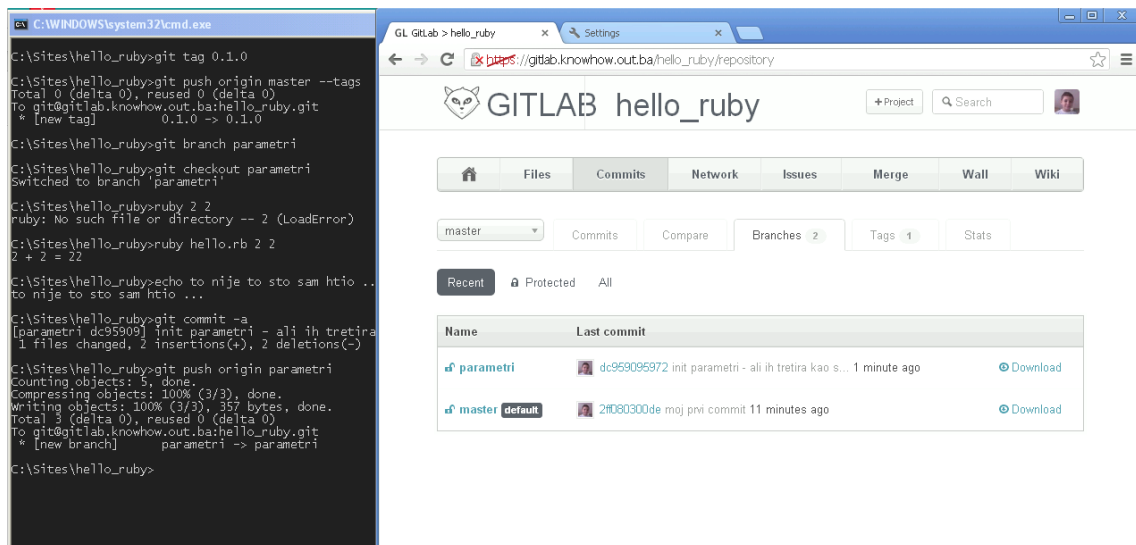 C:\WINDOWS\system32\cmd.exe
C:\Sites\hello_ruby>git tag 0.1.0
C:\Sites\hello_ruby>git push origin master --tags
Total 0 (delta 0), reused 0 (delta 0)
To git@gitlab.knowhow.out.ba:hello_ruby.git
* [new tag] 0.1.0 -> 0.1.0
C:\Sites\hello_ruby>git branch parametri
C:\Sites\hello_ruby>git checkout parametri
Switched to branch 'parametri'
C:\Sites\hello_ruby>ruby 2 2
ruby: No such file or directory -- 2 (LoadError)
C:\Sites\hello_ruby>ruby hello.rb 2 2
2 + 2 = 22
C:\Sites\hello_ruby>echo to nije to sto sam htio ..
to nije to sto sam htio ...
C:\Sites\hello_ruby>git commit -a
[parametri dc95909] init parametri - ali ih tretira
1 files changed, 2 insertions(+), 2 deletions(-)
C:\Sites\hello_ruby>git push origin parametri
Counting objects: 5, done.
Compressing objects: 100% (3/3), done.
Writing objects: 100% (3/3), 357 bytes, done.
Total 3 (delta 0), reused 0 (delta 0)
To git@gitlab.knowhow.out.ba:hello_ruby.git
* [new branch] parametri -> parametri
C:\Sites\hello_ruby>
GL GitLab > hello_ruby
Settings
https://gitlab.knowhow.out.ba/hello_ruby/repository
GITLAB hello_ruby
+ Project
Search
Files Commits Network Issues Merge Wall Wiki
master
Commits Compare Branches 2 Tags 1 Stats
Recent Protected All
Name Last commit
parametri dc959095972 init parametri - ali ih tretira kao s... 1 minute ago Download
master default 2ff080300de moj prvi commit 11 minutes ago Download